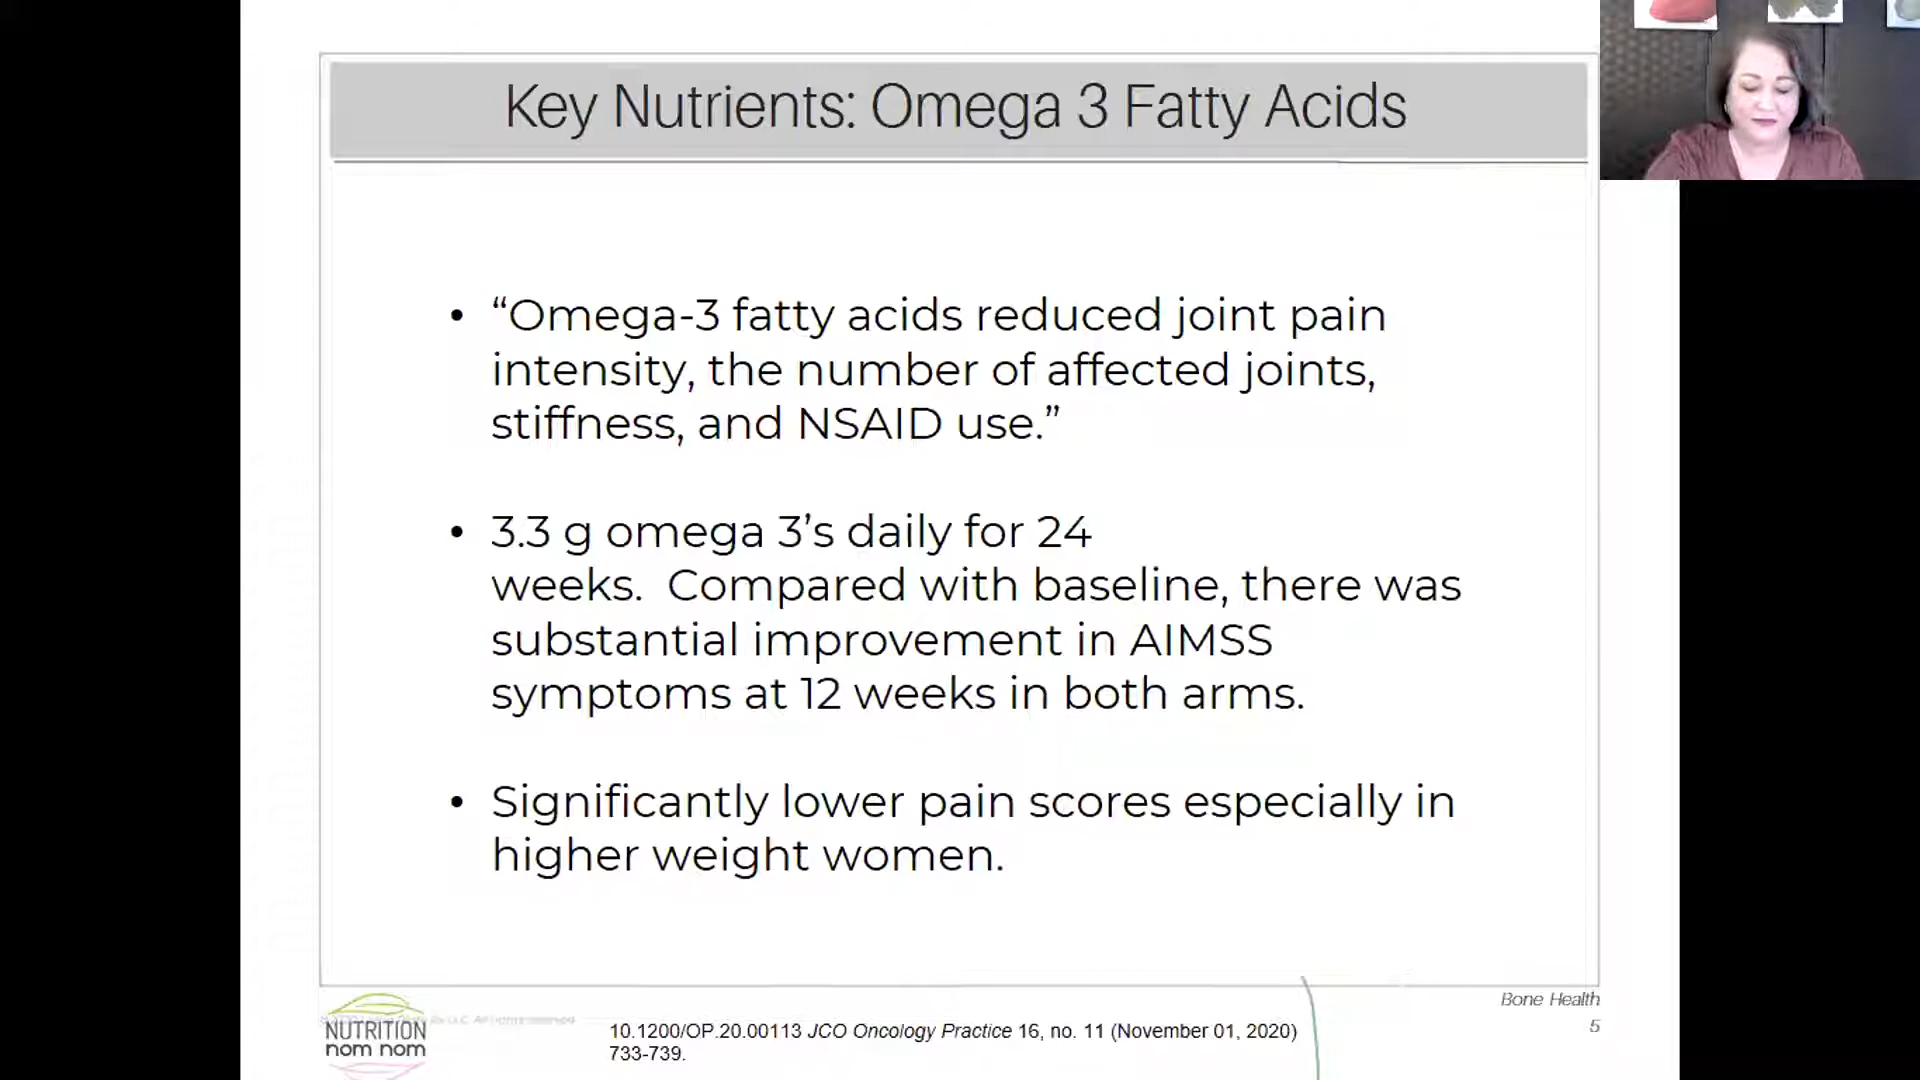 Key Nutrients: Omega 3 Fatty Acids
• “Omega-3 fatty acids reduced joint pain
intensity, the number of affected joints,
stiffness, and NSAID use.”
• 3.3 g omega 3’s daily for 24
weeks.  Compared with baseline, there was
substantial improvement in AIMSS
symptoms at 12 weeks in both arms.
• Significantly lower pain scores especially in
higher weight women.
NUTRITION
nom nom
All rights reserved
10.1200/OP.20.00113 JCO Oncology Practice 16, no. 11 (November 01, 2020)
733-739.
Bone Health
5